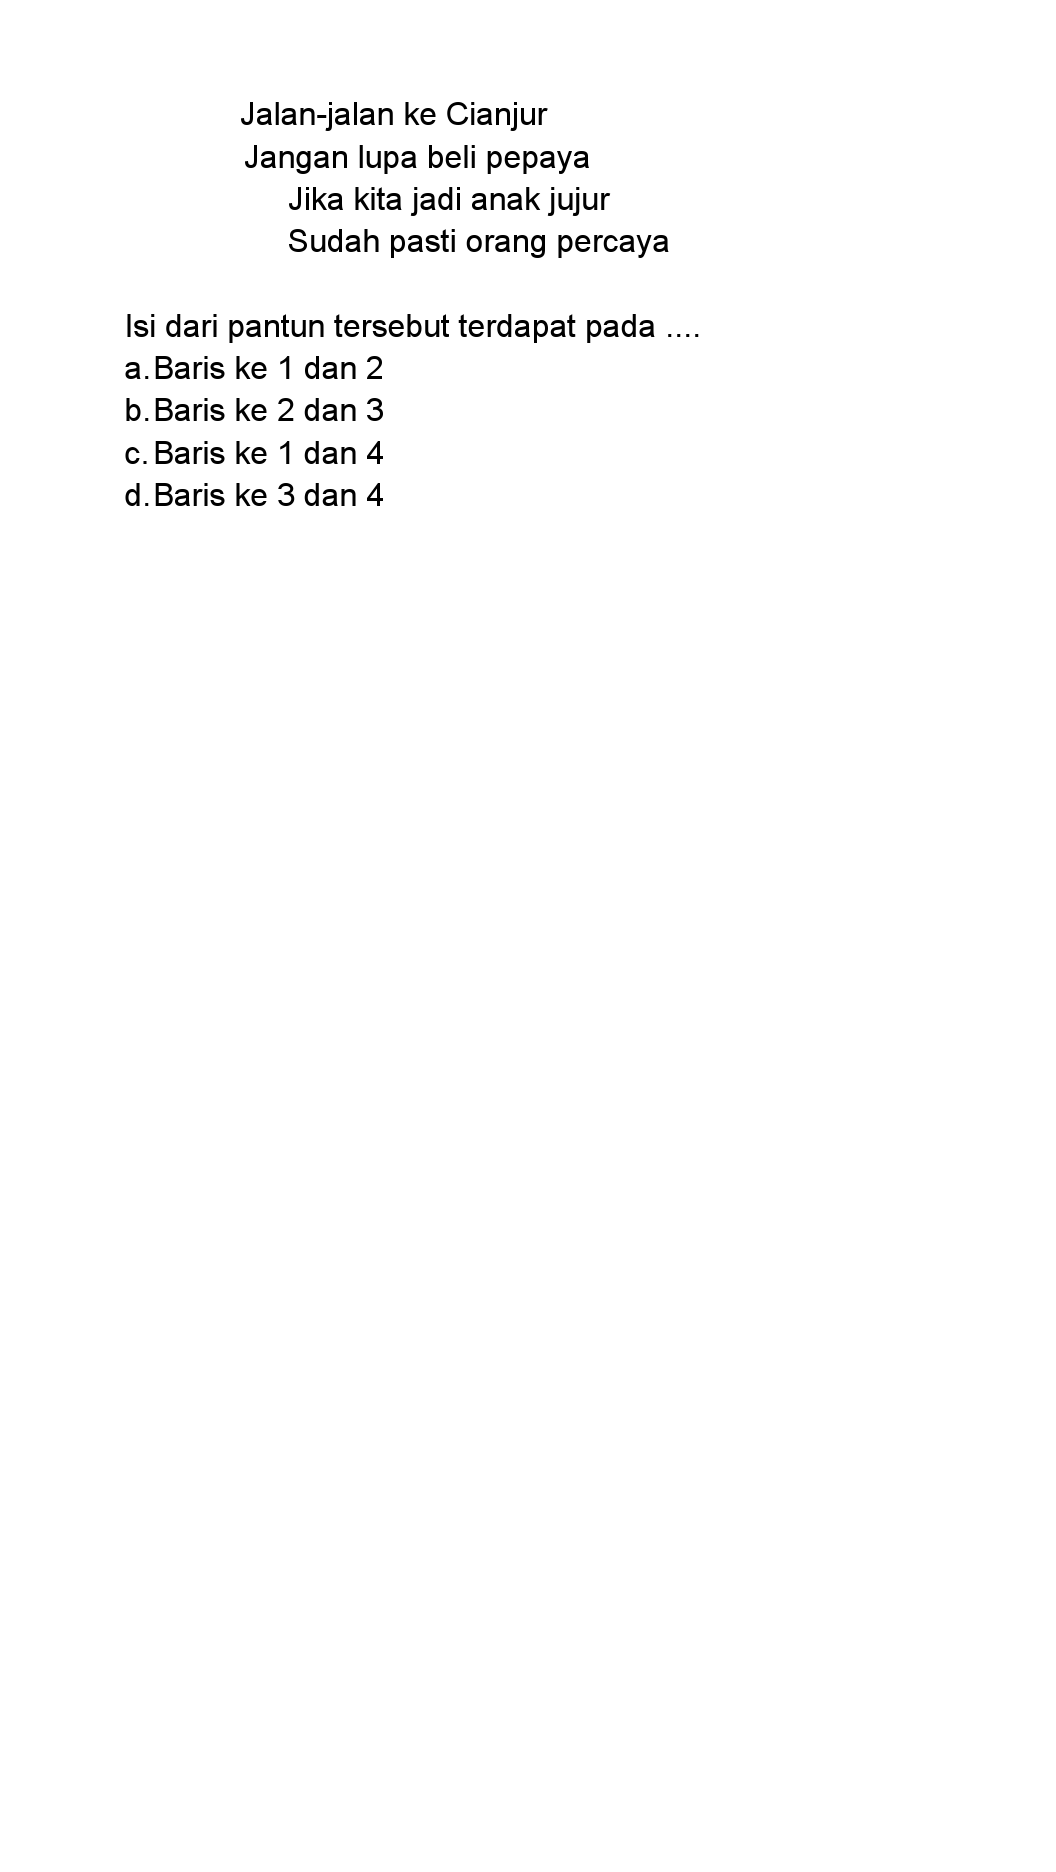 Jalan-jalan ke Cianjur
Jangan lupa beli pepaya
Jika kita jadi anak jujur
Sudah pasti orang percaya
Isi dari pantun tersebut terdapat pada ....
a. Baris ke 1 dan 2
b. Baris ke 2 dan 3
c. Baris ke 1 dan 4
d. Baris ke 3 dan 4